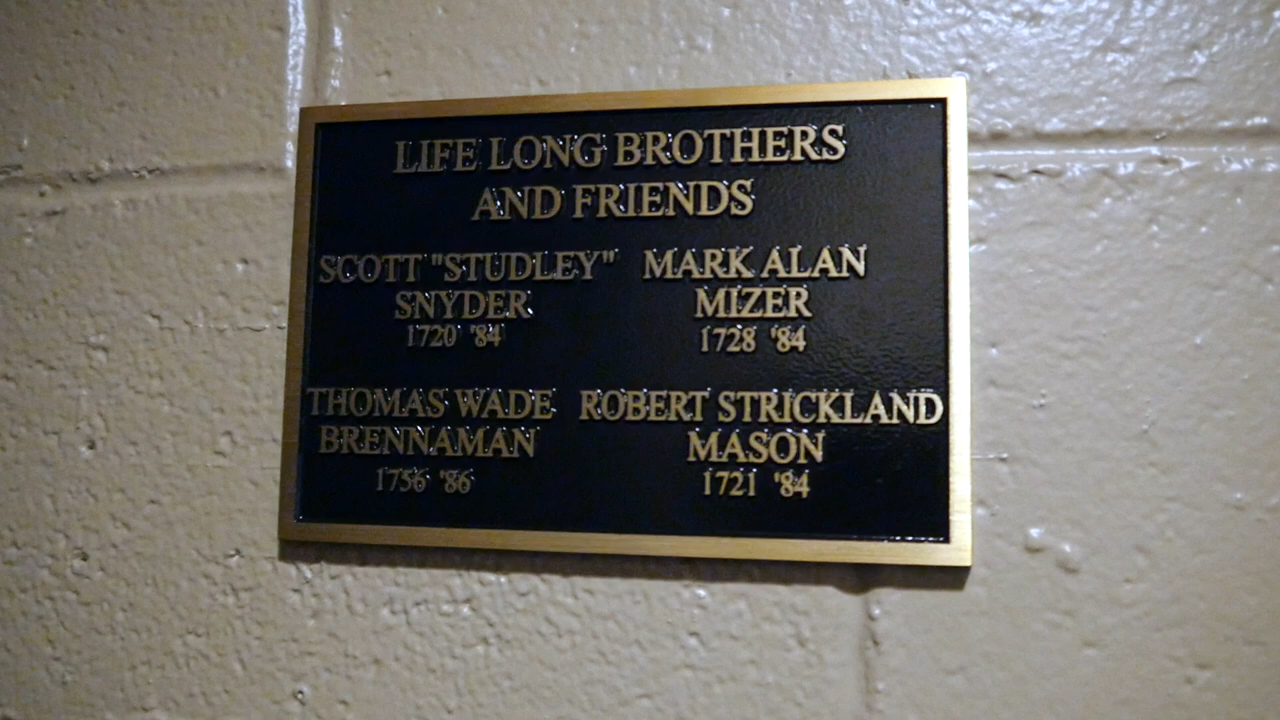 LIFE LONG BROTHERS
AND FRIENDS
SCOTT "STUDLEY"
SNYDER
1720 '84
MARK ALAN
MIZER
1728 '84
THOMAS WADE
BRENNAMAN
1756 '86
ROBERT STRICKLAND
MASON
1721 '84